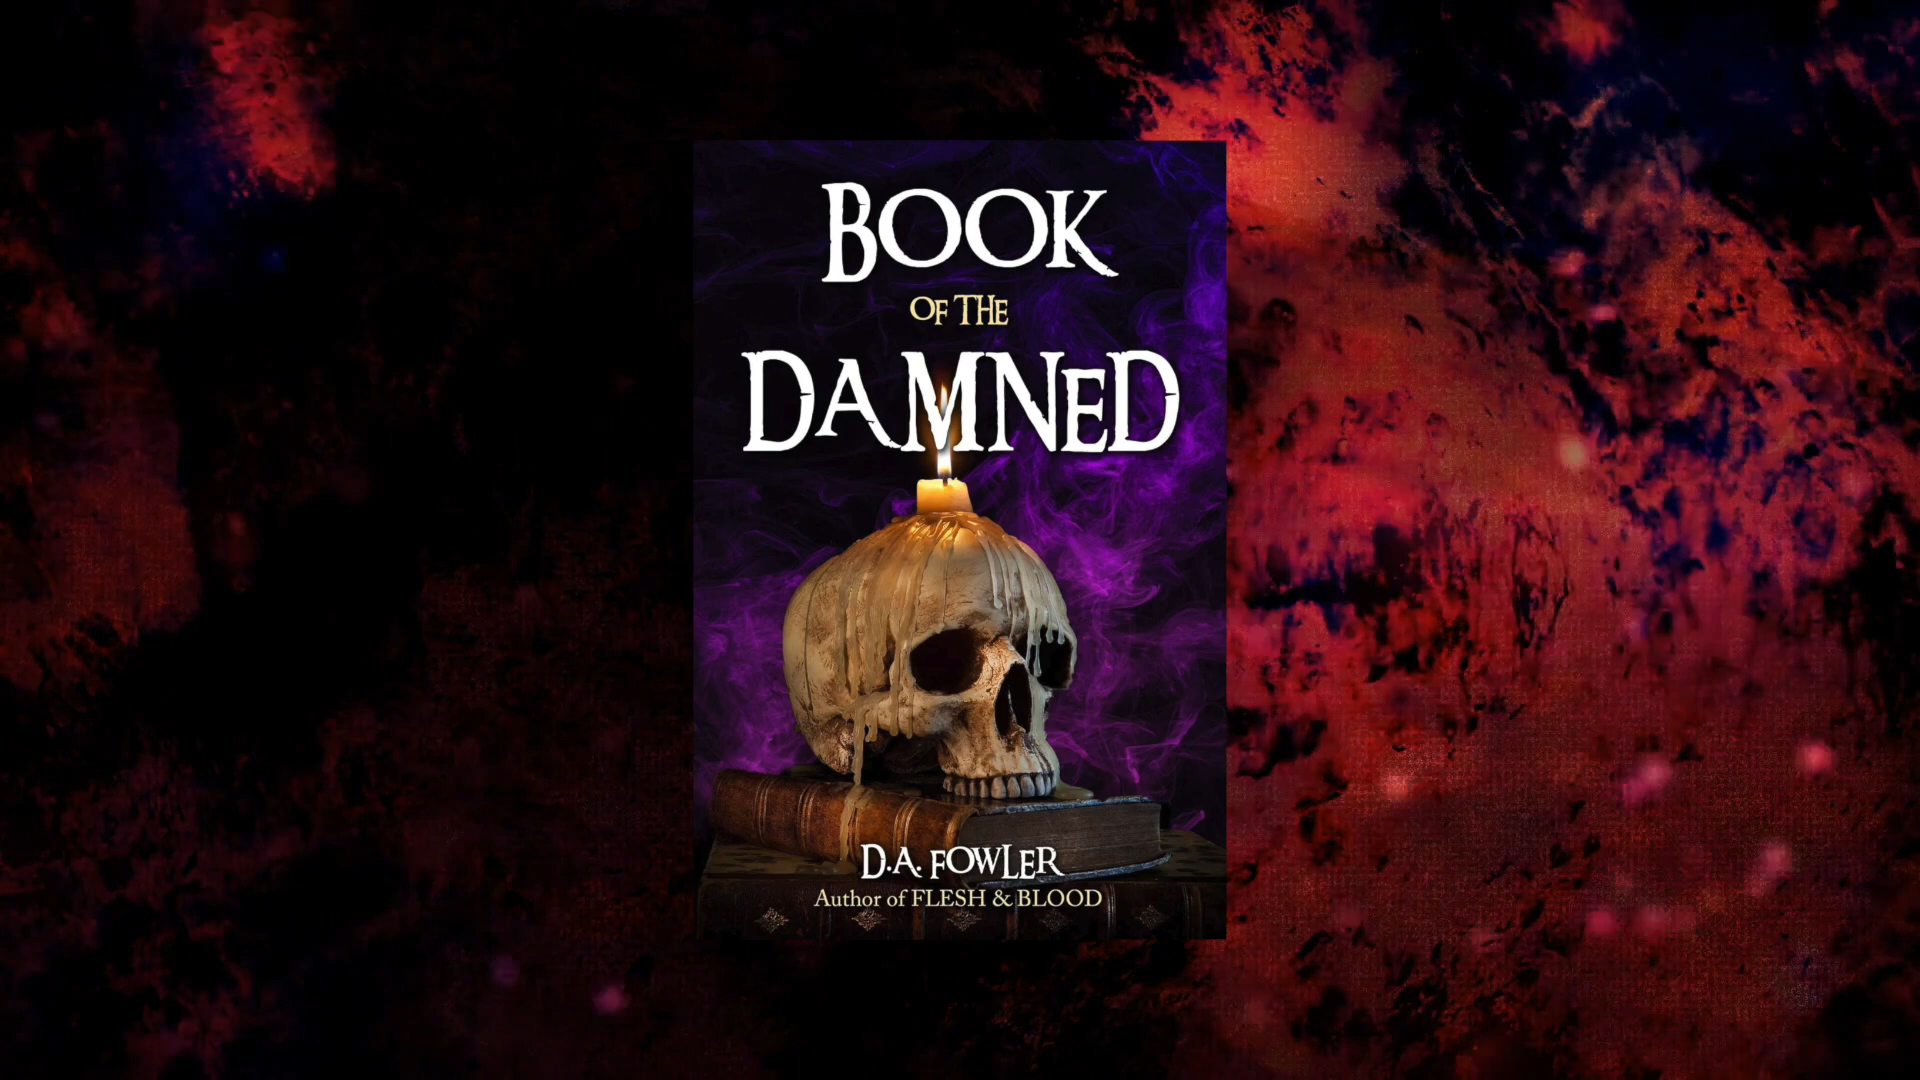 BOOK
OF THE
DAMNED
D.A. FOWLER
Author of FLESH & BLOOD